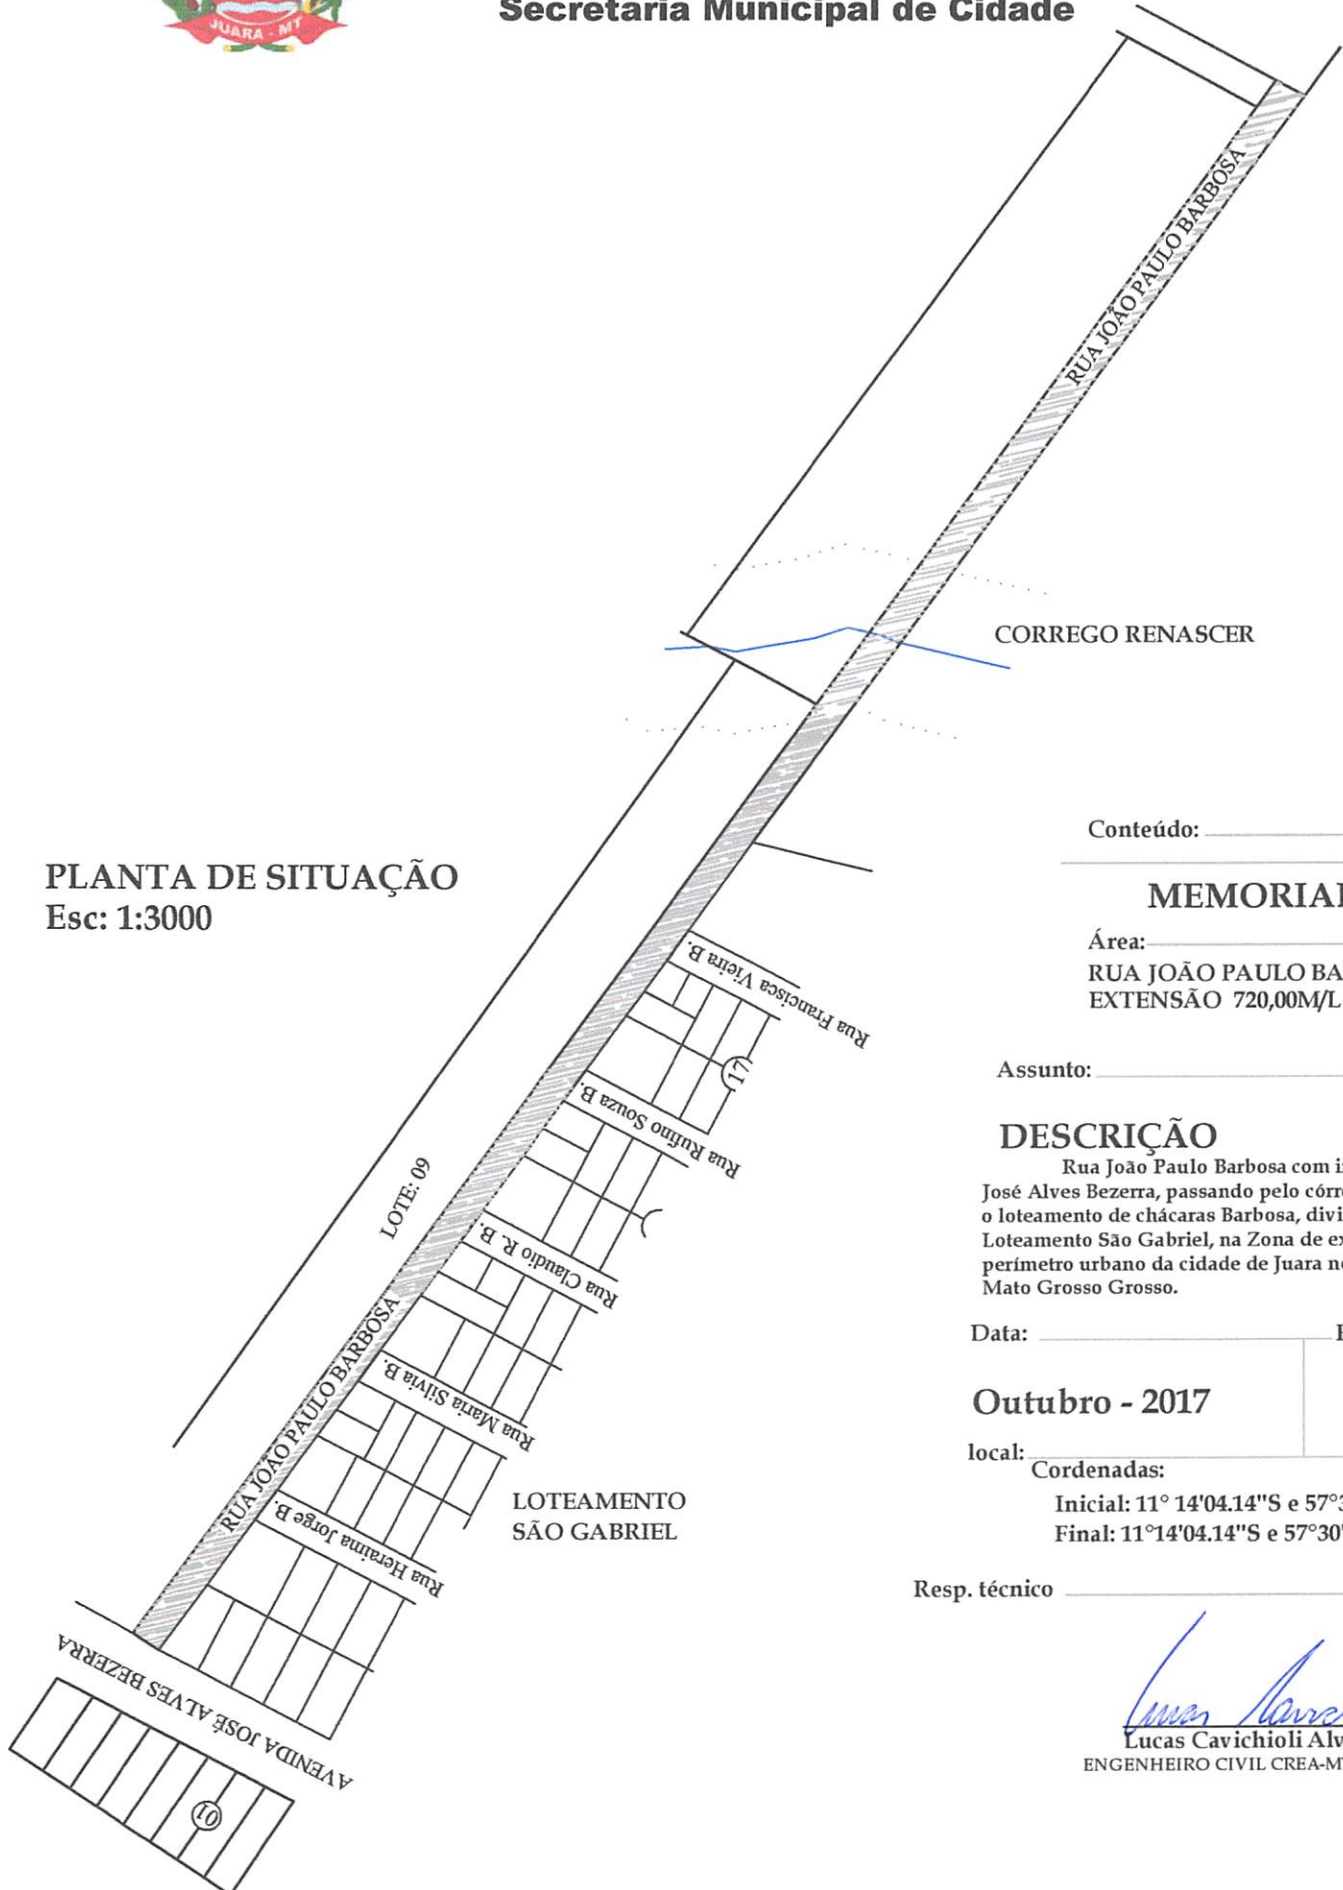 JUARA - MT
Secretaria Municipal de Cidade
RUA JOÃO PAULO BARBOSA
CORREGO RENASCER
PLANTA DE SITUAÇÃO
Esc: 1:3000
Rua Francisca Vieira B.
17
Rua Rufino Souza B.
LOTE: 09
Rua Claudio R. B.
Rua Maria Silvia B.
RUA JOÃO PAULO BARBOSA
Rua Heraima Jorge B.
LOTEAMENTO
SÃO GABRIEL
AVENIDA JOSÉ ALVES BEZERRA
01
Conteúdo:
MEMORIAL
Área:
RUA JOÃO PAULO BA
EXTENSÃO 720,00M/L
Assunto:
DESCRIÇÃO
Rua João Paulo Barbosa com i
José Alves Bezerra, passando pelo córr
o loteamento de chácaras Barbosa, divi
Loteamento São Gabriel, na Zona de ex
perímetro urbano da cidade de Juara n
Mato Grosso Grosso.
Data:
Outubro - 2017
local:
Cordenadas:
Inicial: 11° 14'04.14"S e 57°3
Final: 11°14'04.14"S e 57°30'
Resp. técnico
Lucas Cavichioli Alv
ENGENHEIRO CIVIL CREA-M